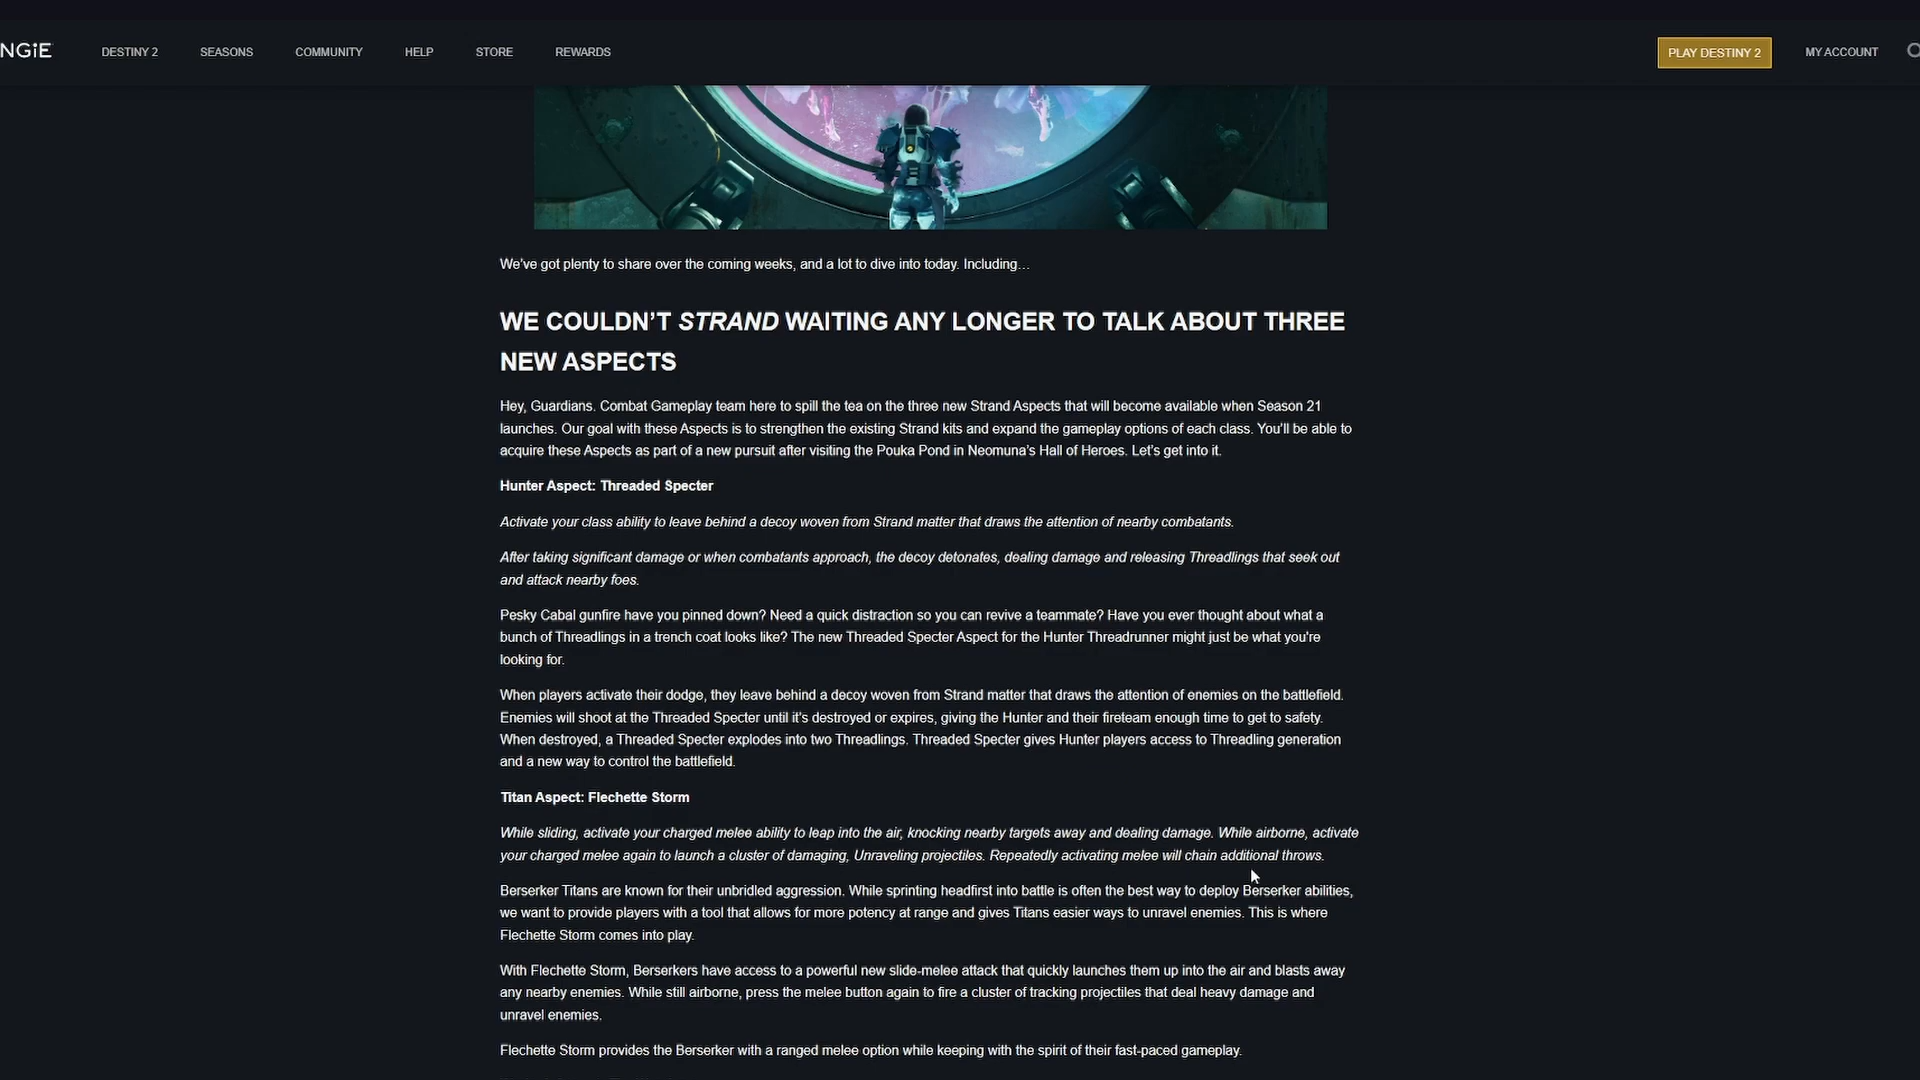 NGiE
DESTINY 2
SEASONS
COMMUNITY
HELP
STORE
REWARDS
PLAY DESTINY 2
MY ACCOUNT
We've got plenty to share over the coming weeks, and a lot to dive into today. Including…
WE COULDN'T STRAND WAITING ANY LONGER TO TALK ABOUT THREE
NEW ASPECTS
Hey, Guardians. Combat Gameplay team here to spill the tea on the three new Strand Aspects that will become available when Season 21
launches. Our goal with these Aspects is to strengthen the existing Strand kits and expand the gameplay options of each class. You'll be able to
acquire these Aspects as part of a new pursuit after visiting the Pouka Pond in Neomuna's Hall of Heroes. Let's get into it.
Hunter Aspect: Threaded Specter
Activate your class ability to leave behind a decoy woven from Strand matter that draws the attention of nearby combatants.
After taking significant damage or when combatants approach, the decoy detonates, dealing damage and releasing Threadlings that seek out
and attack nearby foes.
Pesky Cabal gunfire have you pinned down? Need a quick distraction so you can revive a teammate? Have you ever thought about what a
bunch of Threadlings in a trench coat looks like? The new Threaded Specter Aspect for the Hunter Threadrunner might just be what you're
looking for.
When players activate their dodge, they leave behind a decoy woven from Strand matter that draws the attention of enemies on the battlefield.
Enemies will shoot at the Threaded Specter until it's destroyed or expires, giving the Hunter and their fireteam enough time to get to safety.
When destroyed, a Threaded Specter explodes into two Threadlings. Threaded Specter gives Hunter players access to Threadling generation
and a new way to control the battlefield.
Titan Aspect: Flechette Storm
While sliding, activate your charged melee ability to leap into the air, knocking nearby targets away and dealing damage. While airborne, activate
your charged melee again to launch a cluster of damaging, Unraveling projectiles. Repeatedly activating melee will chain additional throws.
Berserker Titans are known for their unbridled aggression. While sprinting headfirst into battle is often the best way to deploy Berserker abilities,
we want to provide players with a tool that allows for more potency at range and gives Titans easier ways to unravel enemies. This is where
Flechette Storm comes into play.
With Flechette Storm, Berserkers have access to a powerful new slide-melee attack that quickly launches them up into the air and blasts away
any nearby enemies. While still airborne, press the melee button again to fire a cluster of tracking projectiles that deal heavy damage and
unravel enemies.
Flechette Storm provides the Berserker with a ranged melee option while keeping with the spirit of their fast-paced gameplay.